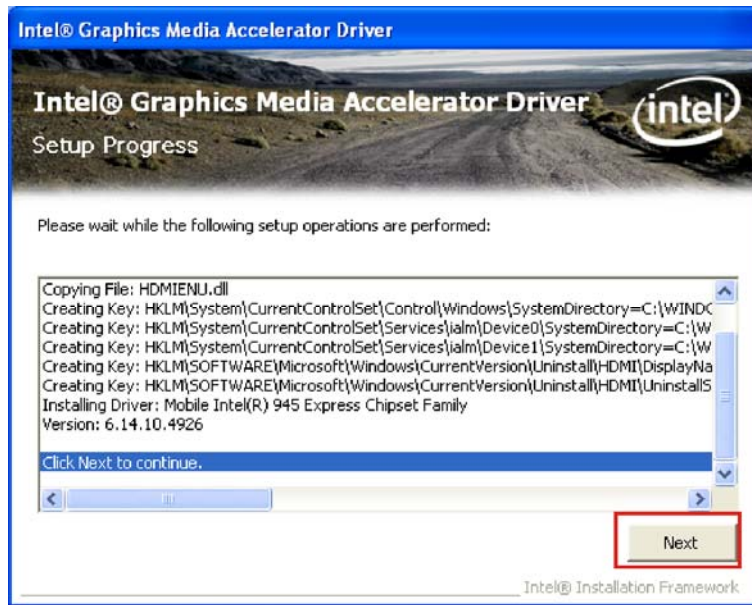 Intel® Graphics Media Accelerator Driver
Intel® Graphics Media Accelerator Driver
intel
Setup Progress
Please wait while the following setup operations are performed:
Copying File: HDMIENU.dll
Creating Key: HKLM\System\CurrentControlSet\Control\Windows\SystemDirectory=C:\WINDO
Creating Key: HKLM\System\CurrentControlSet\Services\ialm\Device0\SystemDirectory=C:\W
Creating Key: HKLM\System\CurrentControlSet\Services\ialm\Device1\SystemDirectory=C:\W
Creating Key: HKLM\SOFTWARE\Microsoft\Windows\CurrentVersion\Uninstall\HDMI\DisplayNa
Creating Key: HKLM\SOFTWARE\Microsoft\Windows\CurrentVersion\Uninstall\HDMI\UninstallS
Installing Driver: Mobile Intel(R) 945 Express Chipset Family
Version: 6.14.10.4926
Click Next to continue.
Next
Intel® Installation Framework